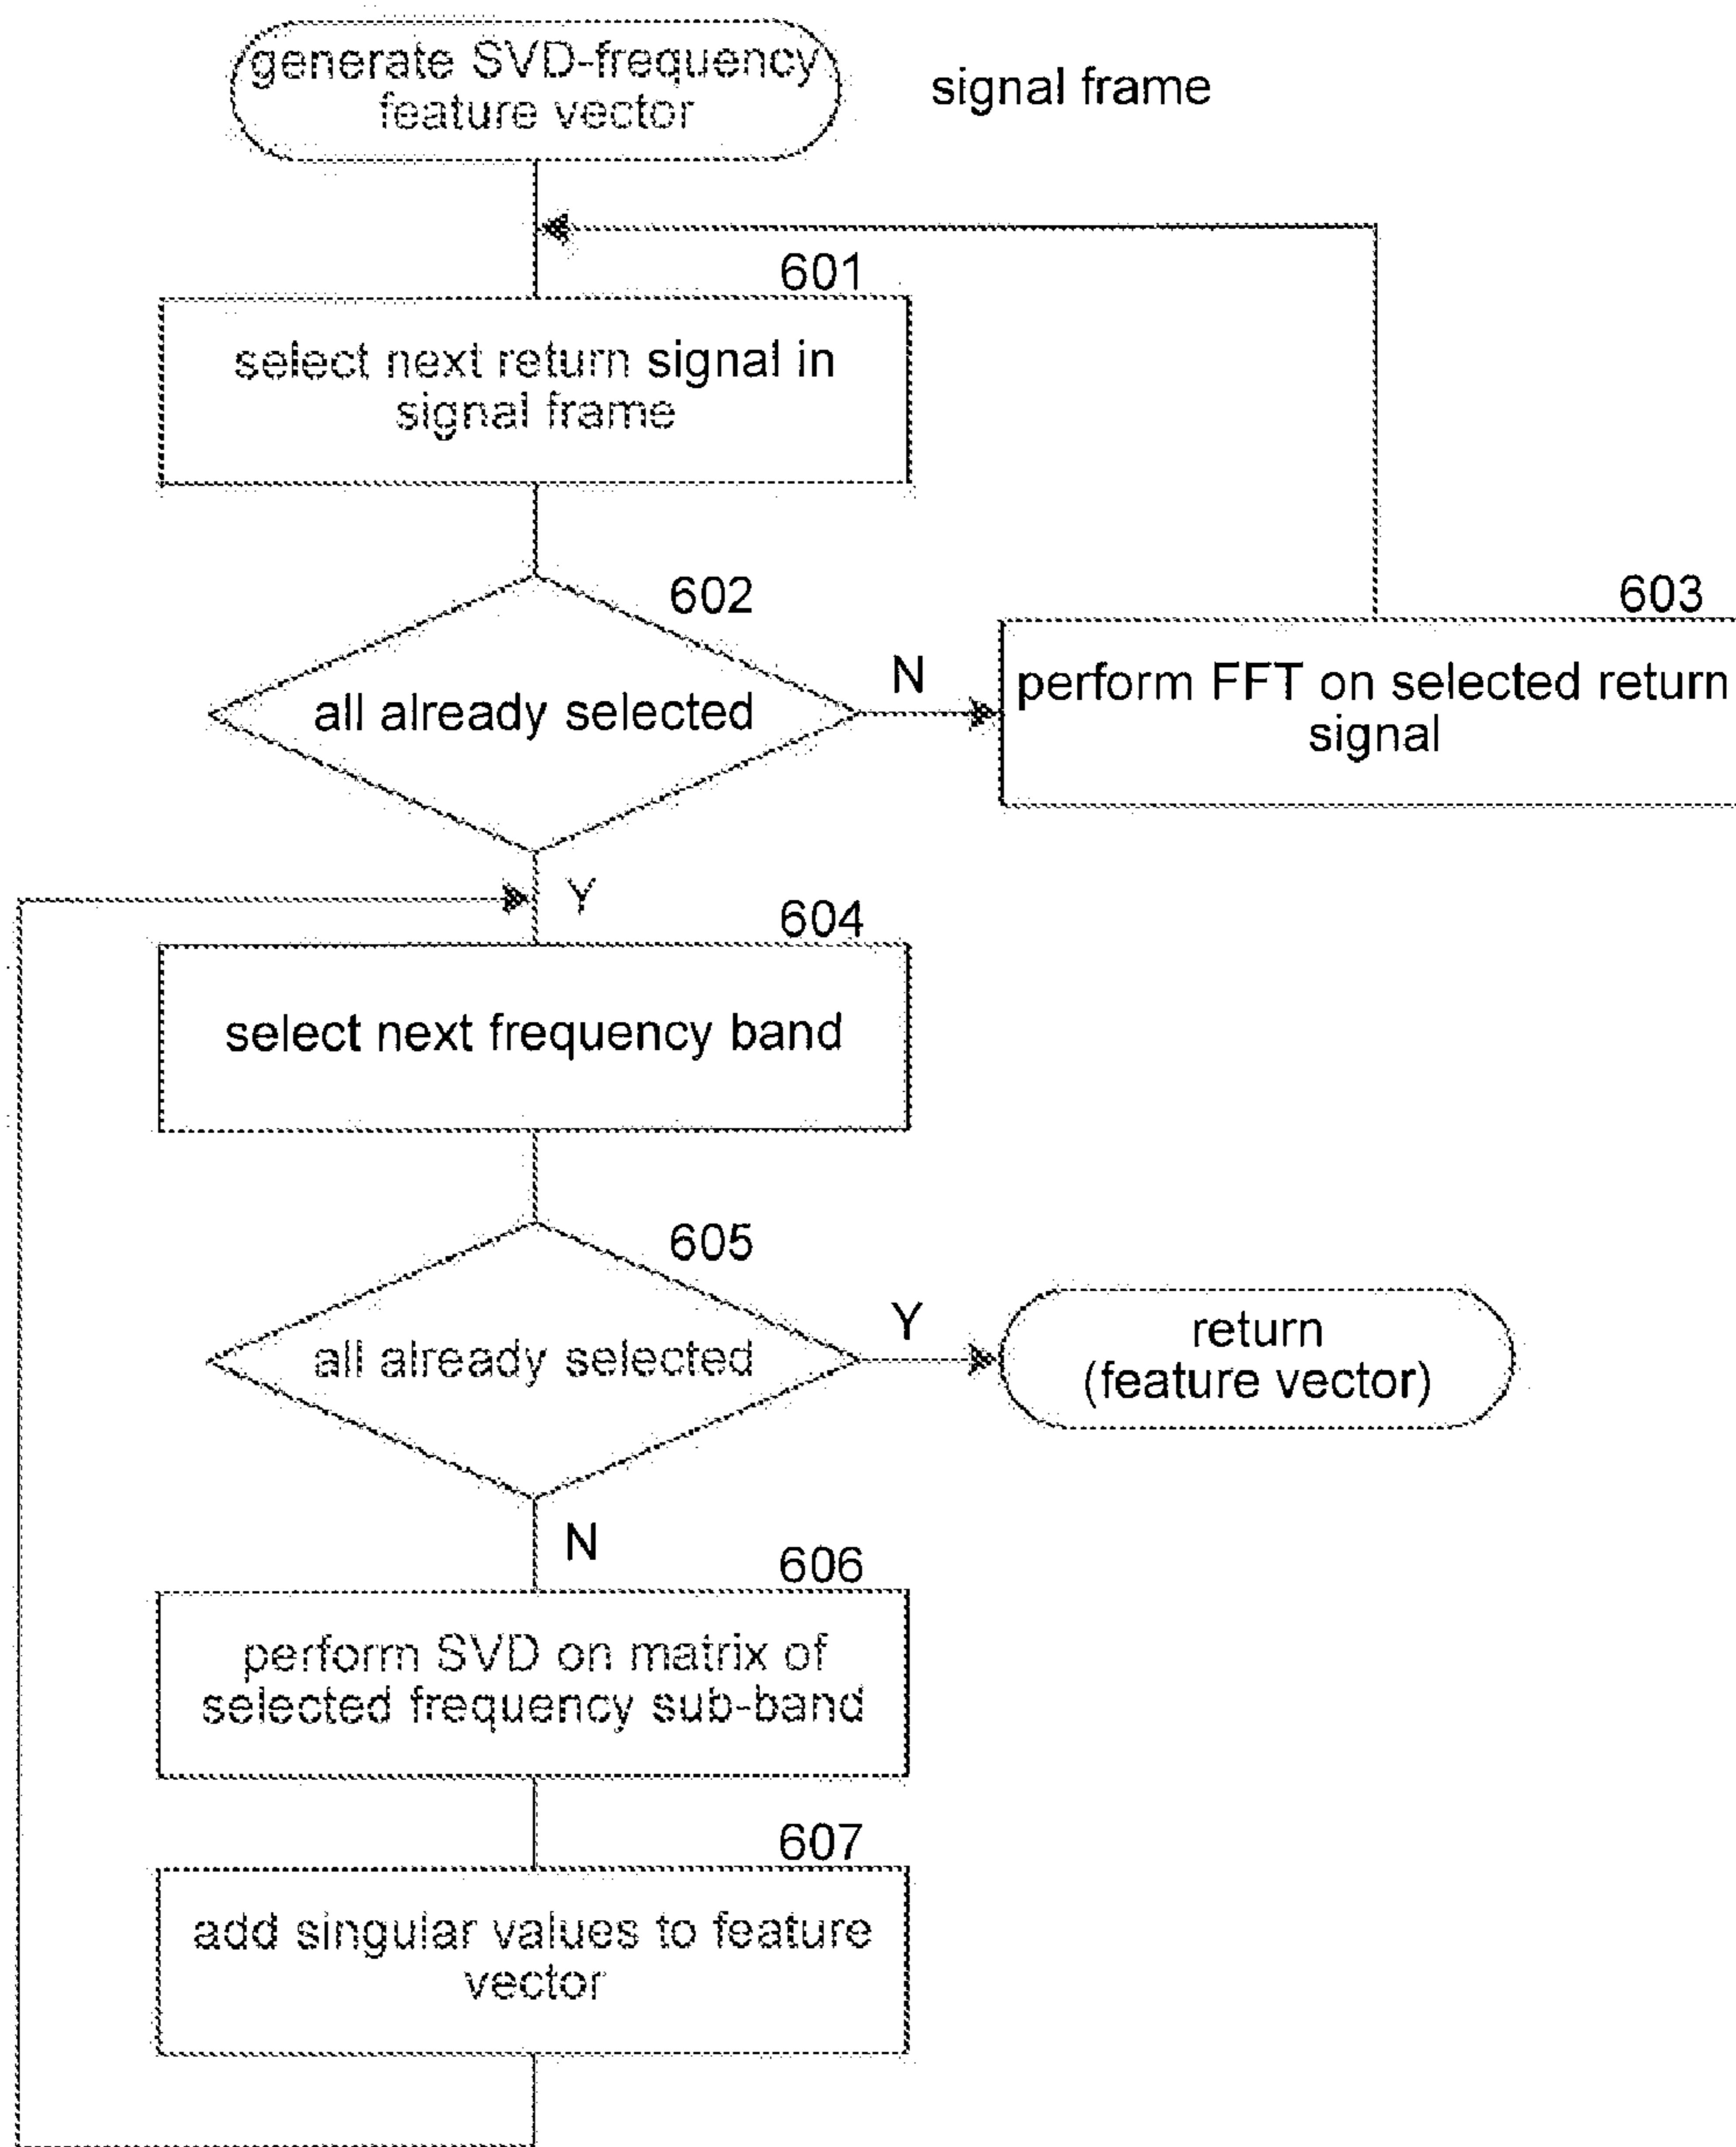 generate SVD-frequency
feature vector
signal frame
601
select next return signal in
signal frame
602
all already selected
N
603
perform FFT on selected return
signal
Y
604
select next frequency band
605
all already selected
Y
return
(feature vector)
N
606
perform SVD on matrix of
selected frequency sub-band
607
add singular values to feature
vector